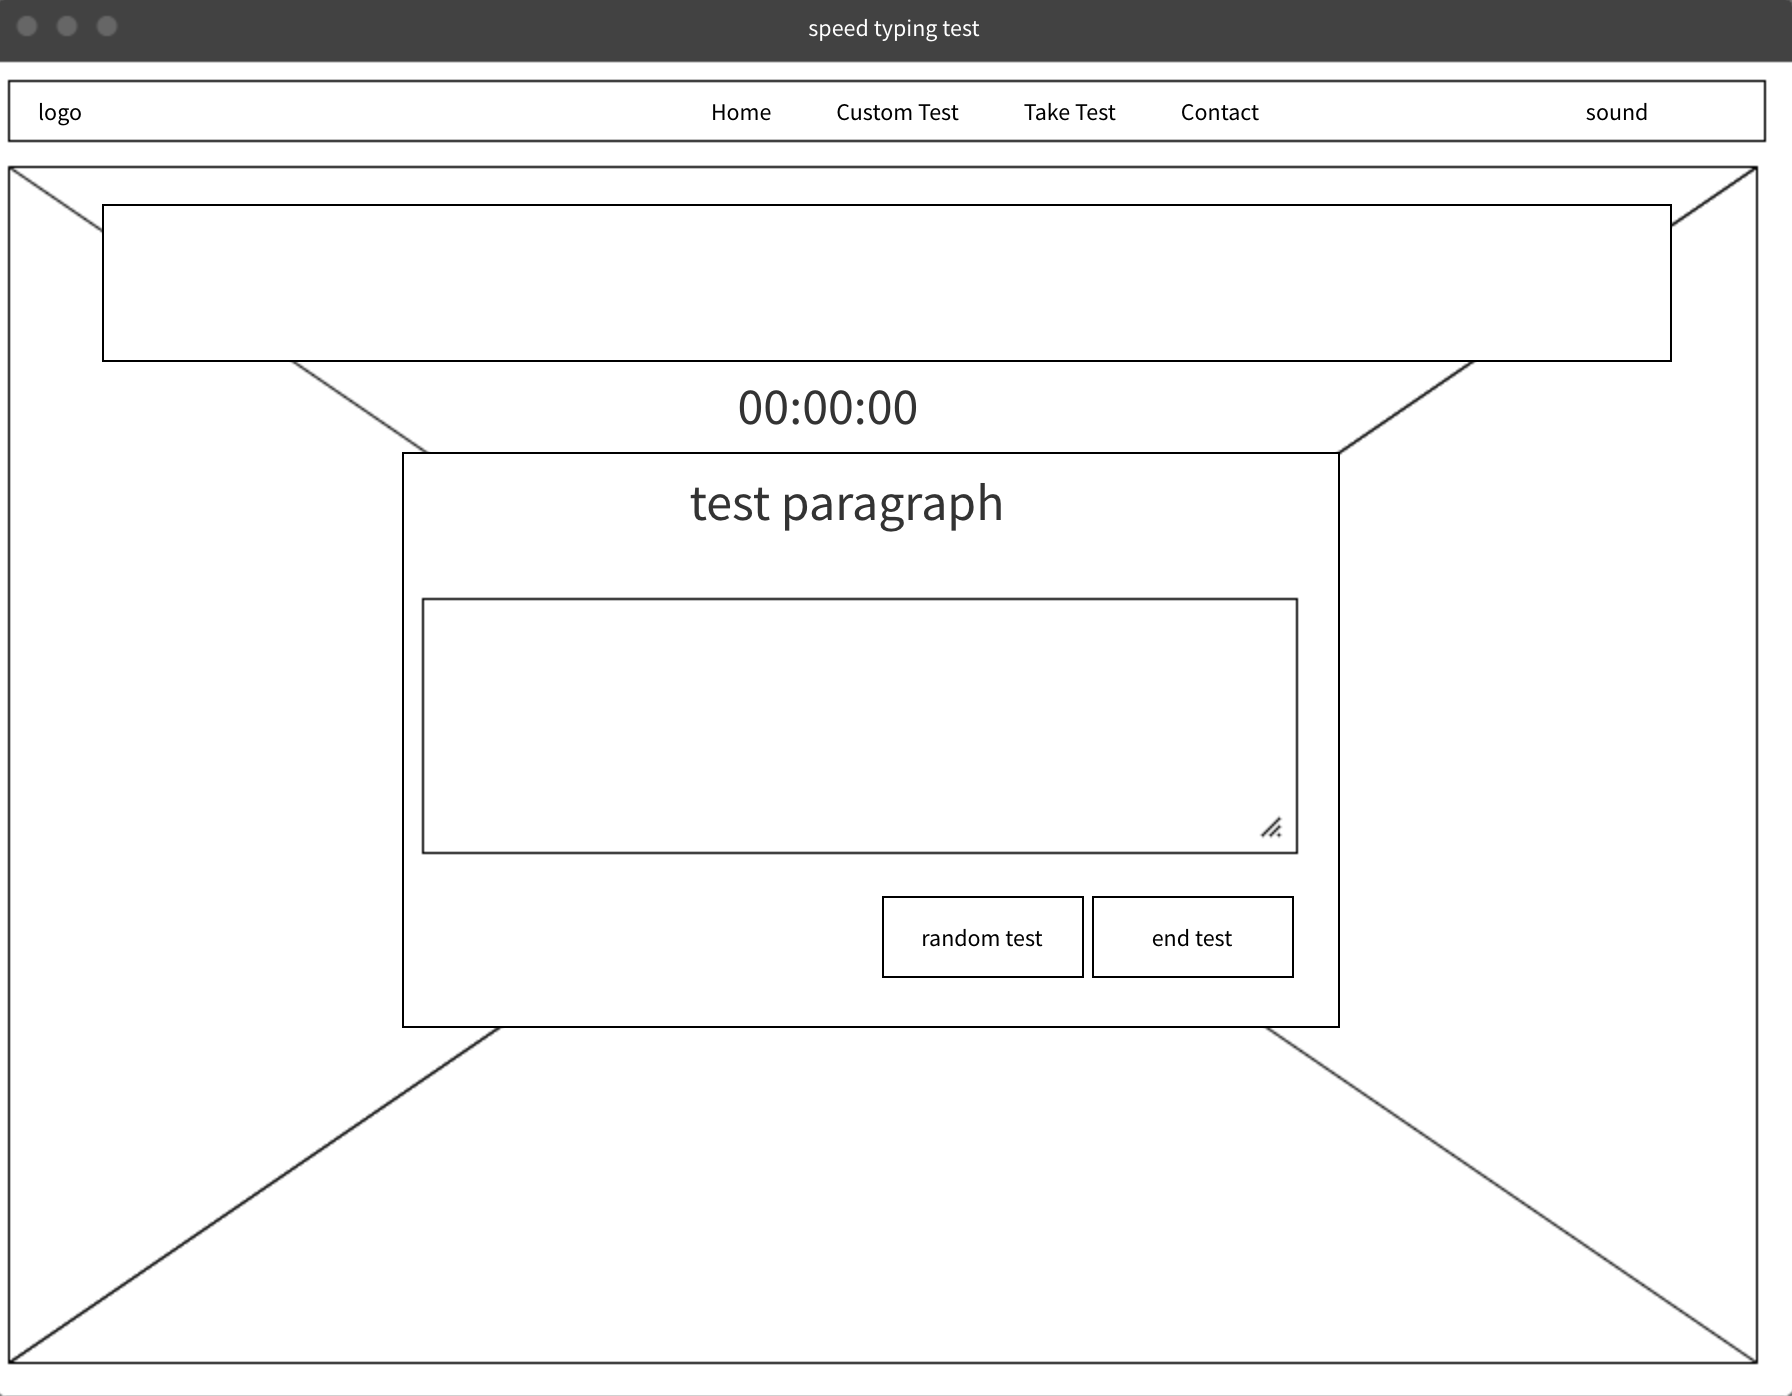 speed typing test
logo Home Custom Test Take Test Contact sound
00:00:00
test paragraph
random test end test